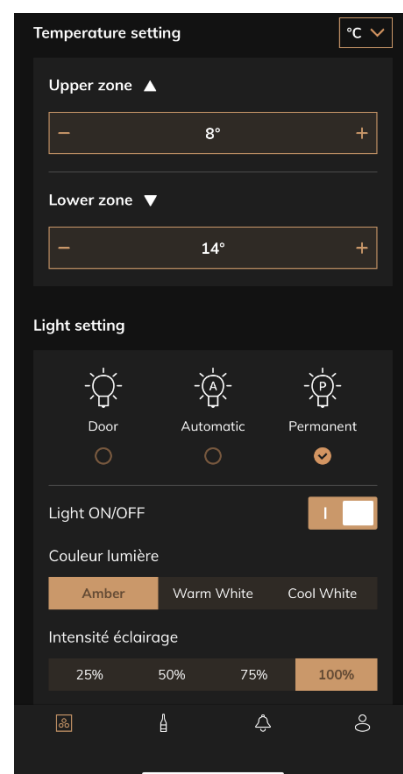 Temperature setting °C
Upper zone ▲
− 8° +
Lower zone ▼
− 14° +
Light setting
A P
Door Automatic Permanent
Light ON/OFF I
Couleur lumière
Amber Warm White Cool White
Intensité éclairage
25% 50% 75% 100%